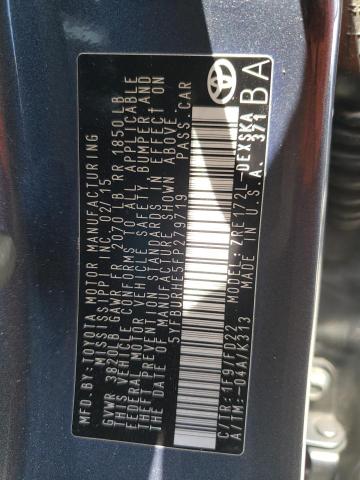 MFD.BY: TOYOTA MOTOR MANUFACTURING
MISSISSIPPI, INC. 02/15
GVWR 3820LB GAWR FR 2070 LB RR 1850LB
THIS VEHICLE CONFORMS TO ALL APPLICABLE
FEDERAL MOTOR VEHICLE SAFETY, BUMPER AND
THEFT PREVENTION STANDARDS IN EFFECT ON
THE DATE OF MANUFACTURE SHOWN ABOVE.
5YFBURHE5FP279719 PASS.CAR
C/TR: 1F9/FD22 MODEL: ZRE172L-DEXSKA
A/TM: -04A/K313 MADE IN U.S.A. 371
BA